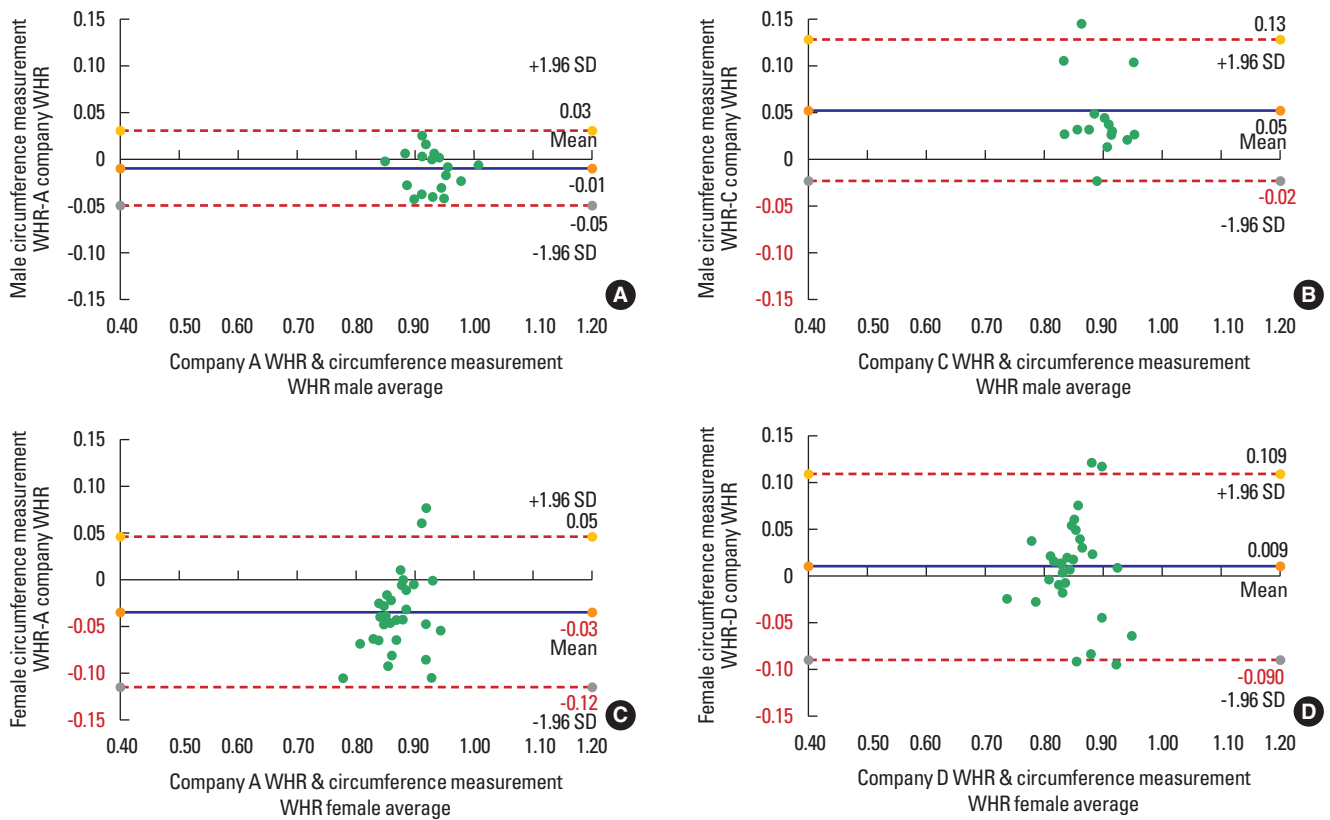 Male circumference measurement
WHR-A company WHR
0.15
0.10
0.05
0
-0.05
-0.10
-0.15
+1.96 SD
0.03
Mean
-0.01
-0.05
-1.96 SD
A
0.40 0.50 0.60 0.70 0.80 0.90 1.00 1.10 1.20
Company A WHR & circumference measurement
WHR male average
Male circumference measurement
WHR-C company WHR
0.15
0.10
0.05
0
-0.05
-0.10
-0.15
0.13
+1.96 SD
0.05
Mean
-0.02
-1.96 SD
B
0.40 0.50 0.60 0.70 0.80 0.90 1.00 1.10 1.20
Company C WHR & circumference measurement
WHR male average
Female circumference measurement
WHR-A company WHR
0.15
0.10
0.05
0
-0.05
-0.10
-0.15
+1.96 SD
0.05
-0.03
Mean
-0.12
-1.96 SD
C
0.40 0.50 0.60 0.70 0.80 0.90 1.00 1.10 1.20
Company A WHR & circumference measurement
WHR female average
Female circumference measurement
WHR-D company WHR
0.15
0.10
0.05
0
-0.05
-0.10
-0.15
0.109
+1.96 SD
0.009
Mean
-0.090
-1.96 SD
D
0.40 0.50 0.60 0.70 0.80 0.90 1.00 1.10 1.20
Company D WHR & circumference measurement
WHR female average